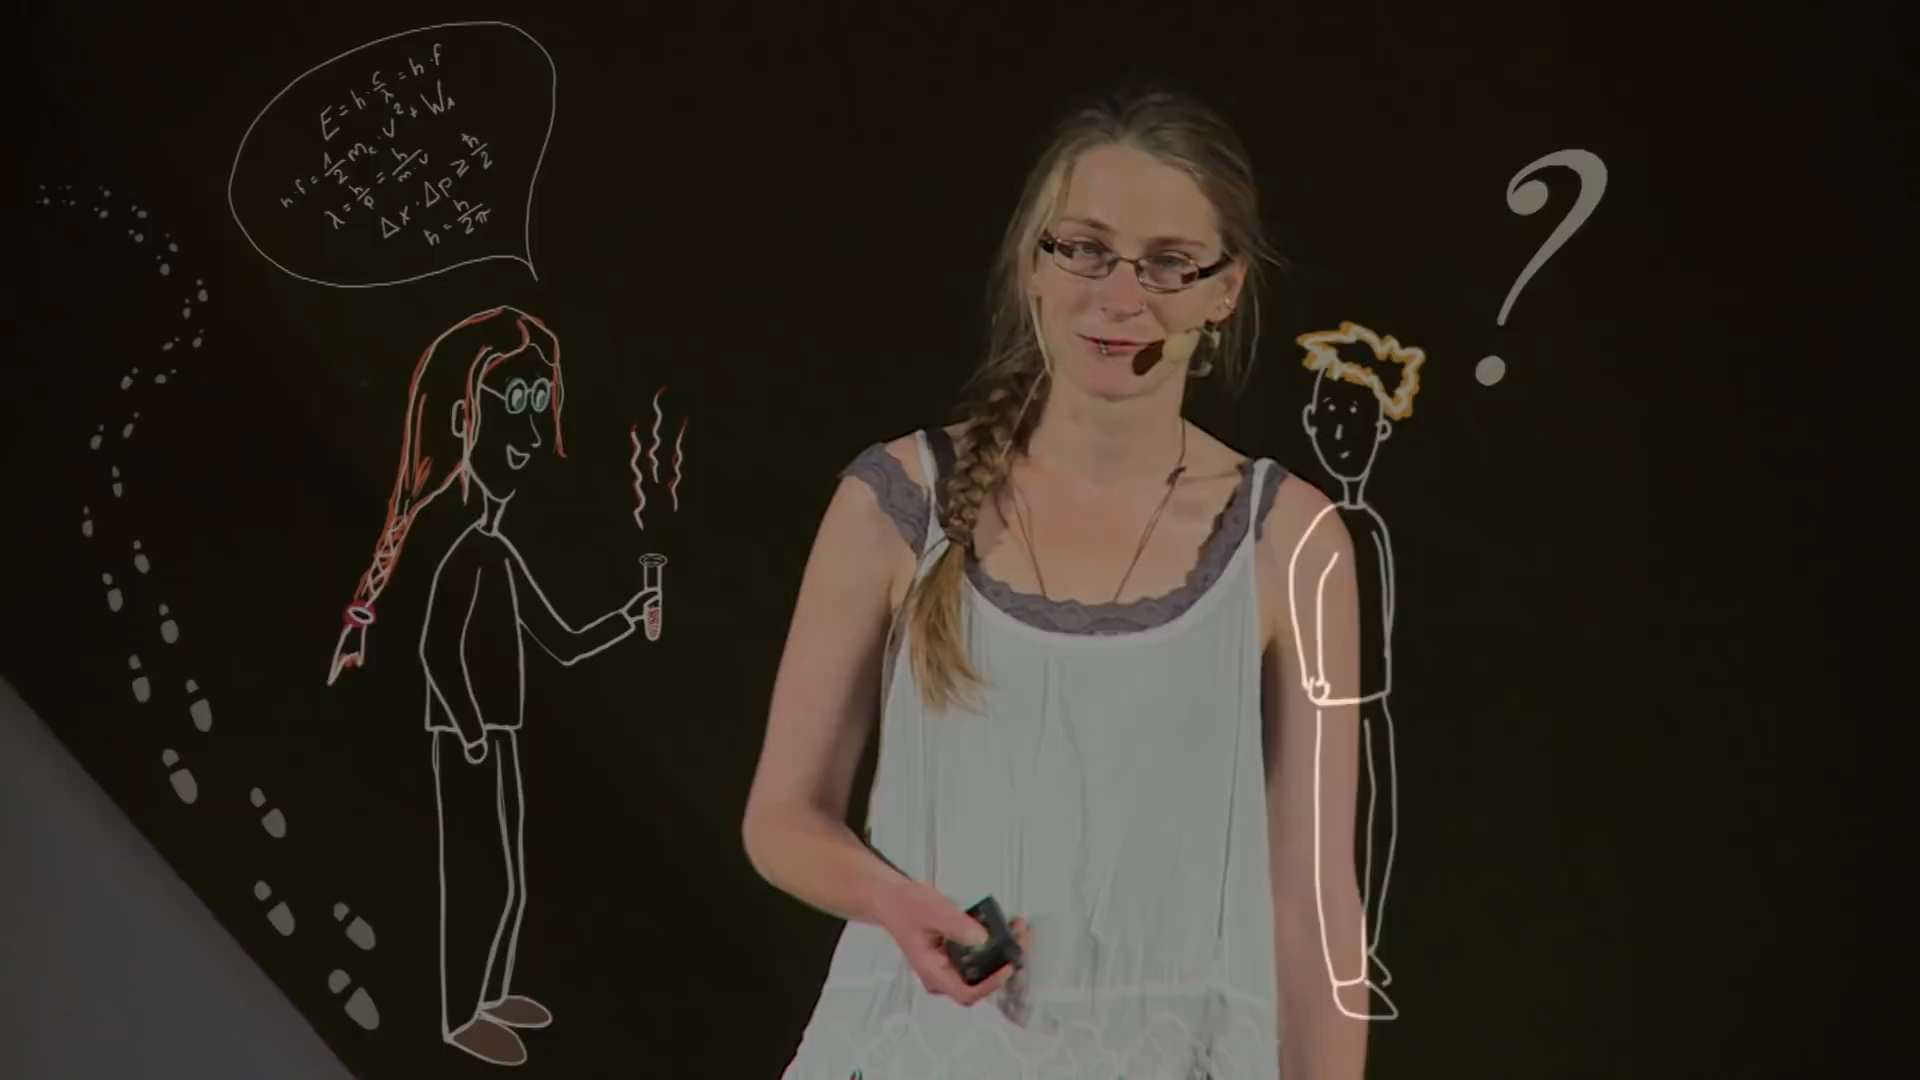 E = h · c/λ = h · f
h · f = 1/2 mₑ · v² + W_A
λ = h/p = h/(m · v)
Δx · Δp ≥ ħ/2
ħ = h/2π
?